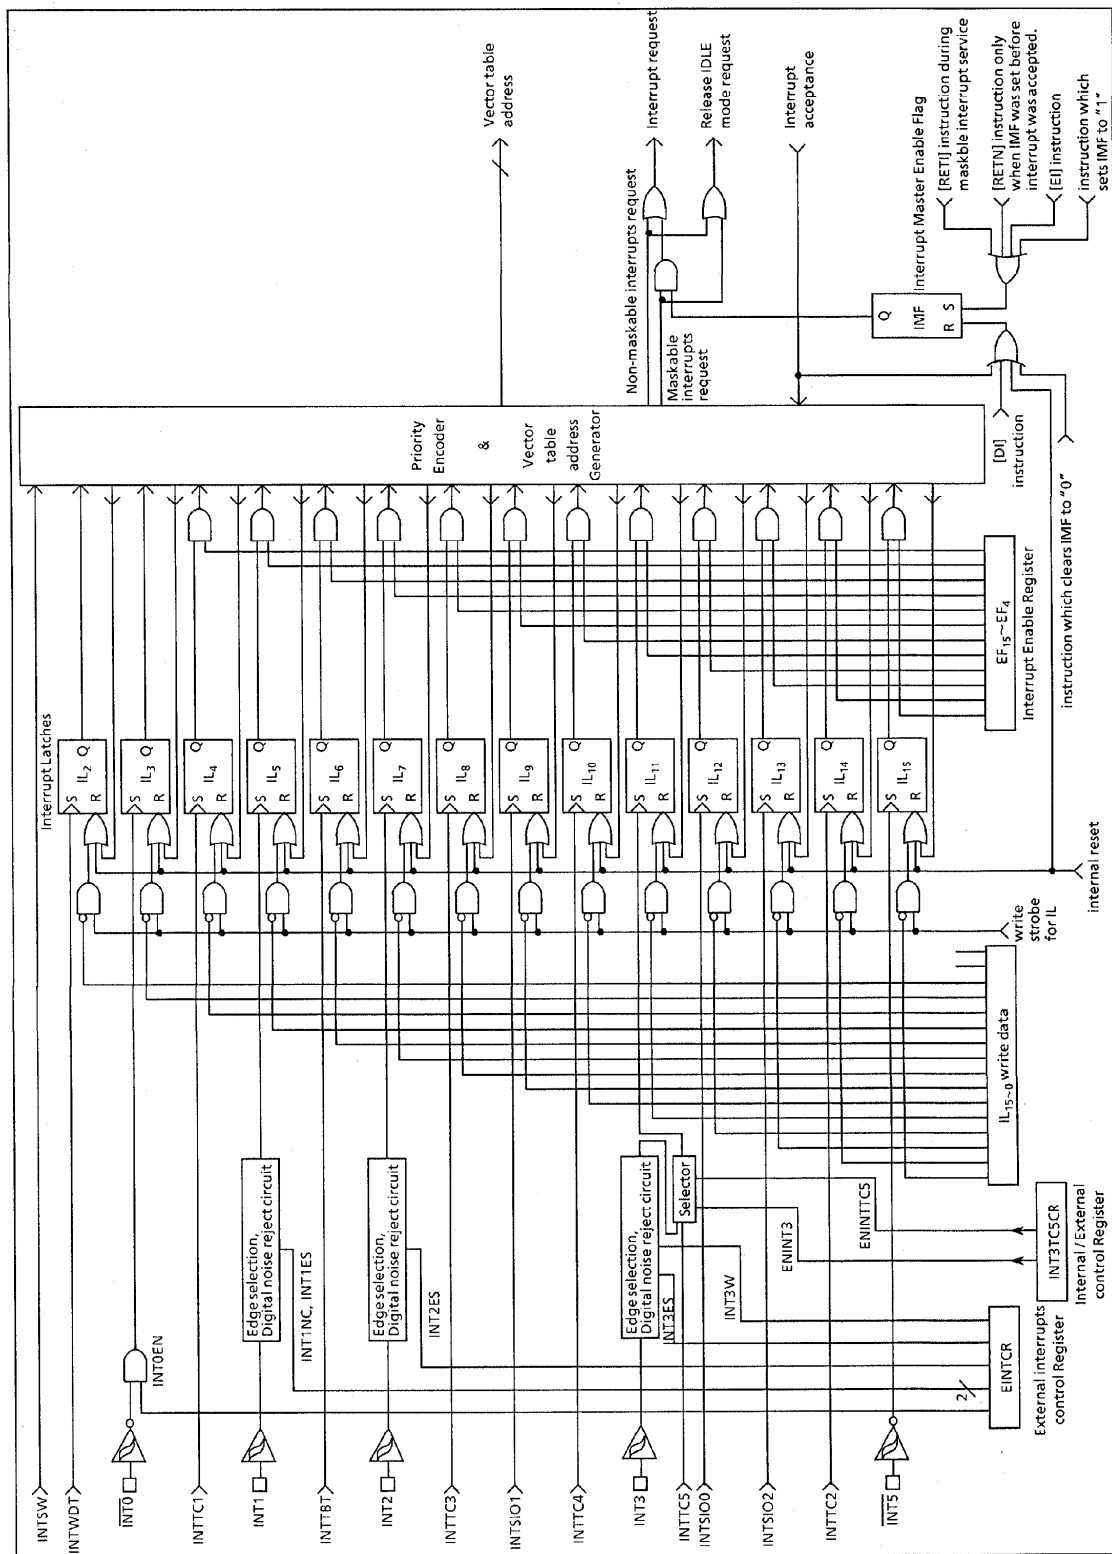 INTSW
INTWDT
INT0
INTTC1
INT1
INTTBT
INT2
INTTC3
INTSIO1
INTTC4
INT3
INTTC5
INTSIO0
INTSIO2
INTTC2
INT5
INT0EN
Edge selection,
Digital noise reject circuit
INT1NC, INT1ES
Edge selection,
Digital noise reject circuit
INT2ES
Edge selection,
Digital noise reject circuit
INT3ES
INT3W
Selector
ENINT3
ENINTTC5
2
EINTCR
External interrupts
control Register
INT3TC5CR
Internal / External
control Register
IL15~0 write data
write
strobe
for IL
internal reset
Interrupt Latches
S IL2 Q
R
S IL3 Q
R
S Q
IL4
R
S Q
IL5
R
S Q
IL6
R
S Q
IL7
R
S Q
IL8
R
S Q
IL9
R
S Q
IL10
R
S Q
IL11
R
S Q
IL12
R
S Q
IL13
R
S Q
IL14
R
S Q
IL15
R
EF15~EF4
Interrupt Enable Register
instruction which clears IMF to "0"
Priority
Encoder
&
Vector
table
address
Generator
[DI]
instruction
Vector table
address
Non-maskable interrupts request
Maskable
interrupts
request
Interrupt request
Release IDLE
mode request
Interrupt
acceptance
Q
IMF
R S
Interrupt Master Enable Flag
[RETI] instruction during
maskble interrupt service
[RETN] instruction only
when IMF was set before
interrupt was accepted.
[EI] instruction
instruction which
sets IMF to "1"